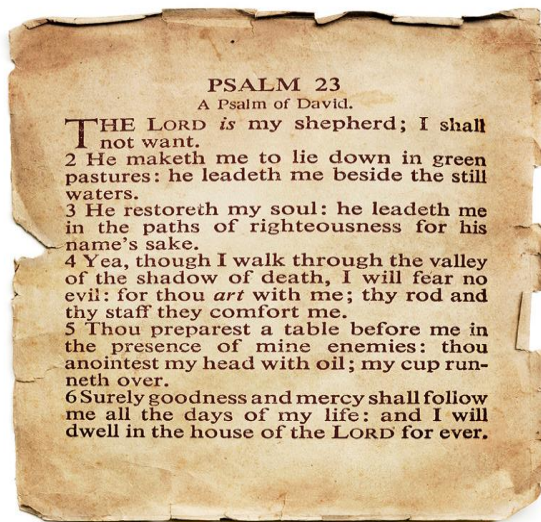 PSALM 23
A Psalm of David.
THE LORD is my shepherd; I shall
not want.
2 He maketh me to lie down in green
pastures: he leadeth me beside the still
waters.
3 He restoreth my soul: he leadeth me
in the paths of righteousness for his
name's sake.
4 Yea, though I walk through the valley
of the shadow of death, I will fear no
evil: for thou art with me; thy rod and
thy staff they comfort me.
5 Thou preparest a table before me in
the presence of mine enemies: thou
anointest my head with oil; my cup run-
neth over.
6 Surely goodness and mercy shall follow
me all the days of my life: and I will
dwell in the house of the LORD for ever.